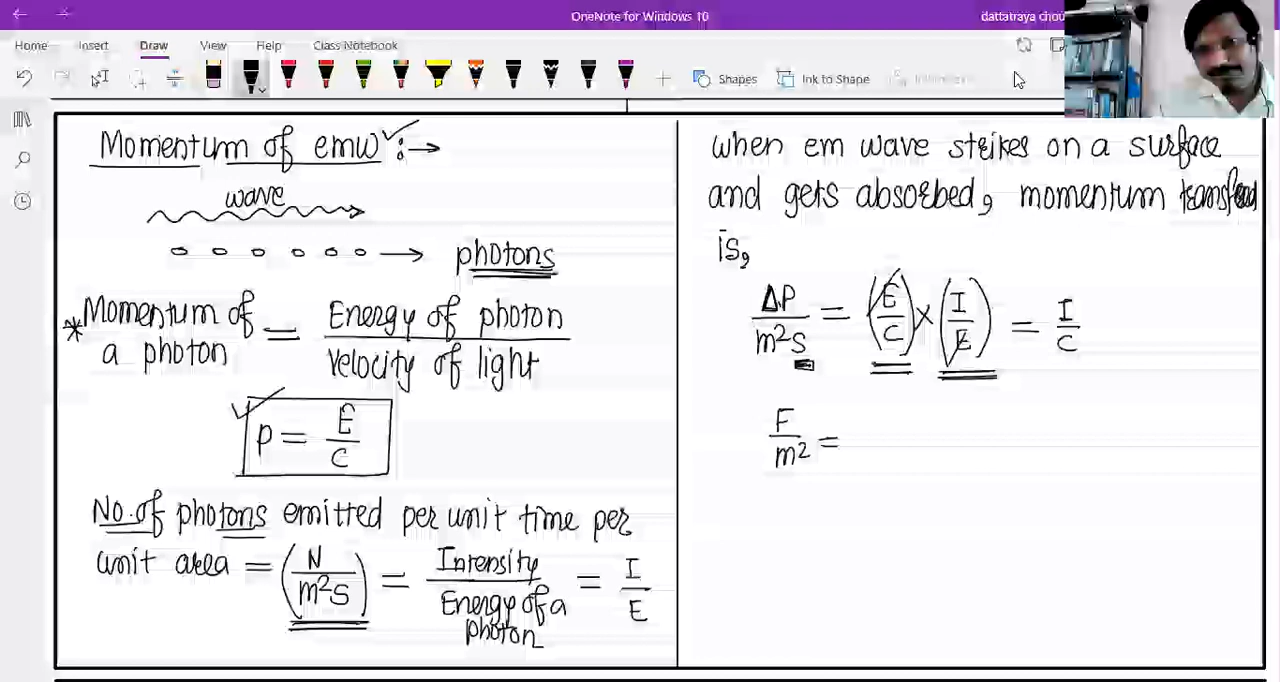 OneNote for Windows 10
dattatraya chou
Home Insert Draw View Help Class Notebook
Shapes Ink to Shape
Momentum of emw :→
wave
photons
*Momentum of a photon = Energy of photon / Velocity of light
P = E / C
No. of photons emitted per unit time per
unit area = (N / m²s) = Intensity / Energy of a photon = I / E
when em wave strikes on a surface
and gets absorbed, momentum
is,
ΔP / m²s = (E / C) × (I / E) = I / C
F / m² =